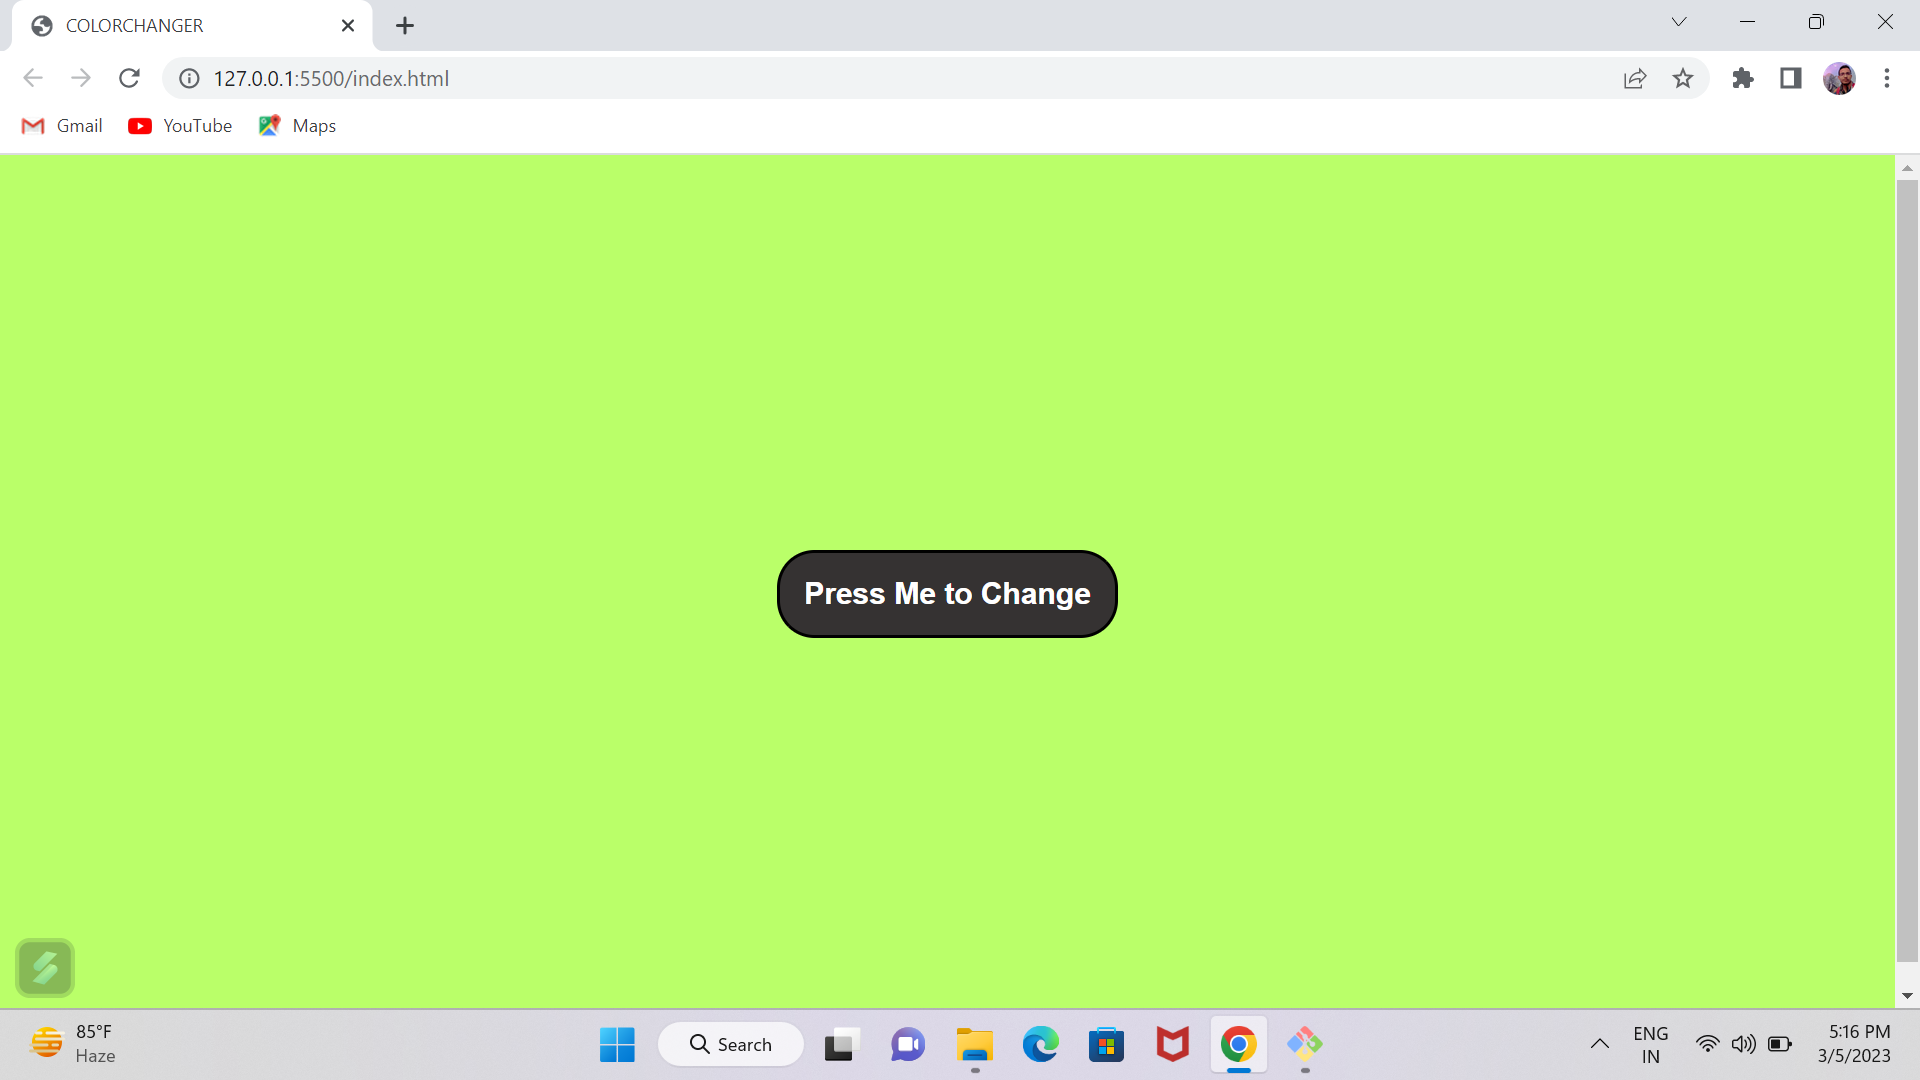 COLORCHANGER
127.0.0.1:5500/index.html
Gmail YouTube Maps
Press Me to Change
85°F
Haze
Search
ENG
IN
5:16 PM
3/5/2023